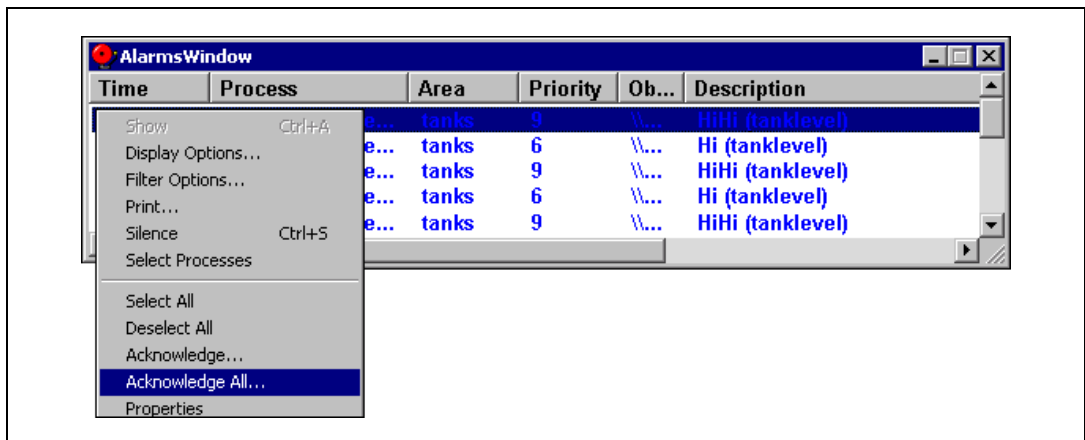 AlarmsWindow
Time Process Area Priority Ob... Description
e... tanks 9 \\... HiHi (tanklevel)
e... tanks 6 \\... Hi (tanklevel)
e... tanks 9 \\... HiHi (tanklevel)
e... tanks 6 \\... Hi (tanklevel)
e... tanks 9 \\... HiHi (tanklevel)
Show Ctrl+A
Display Options...
Filter Options...
Print...
Silence Ctrl+S
Select Processes
Select All
Deselect All
Acknowledge...
Acknowledge All...
Properties